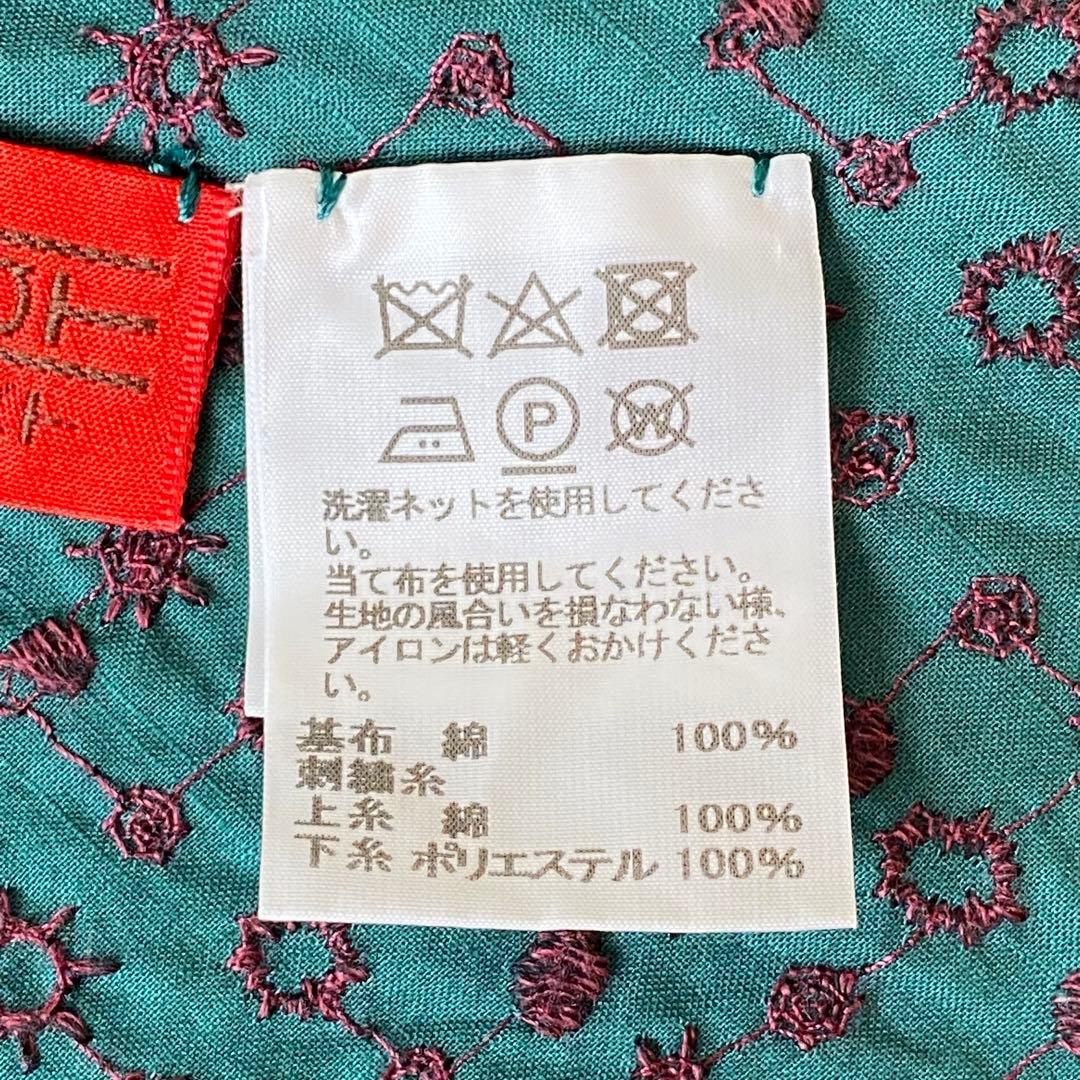 P
W
洗濯ネットを使用してくださ
い。
当て布を使用してください。
生地の風合いを損なわない様、
アイロンは軽くおかけくださ
い。
基布 綿 100%
刺繍糸
上糸 綿 100%
下糸 ポリエステル 100%